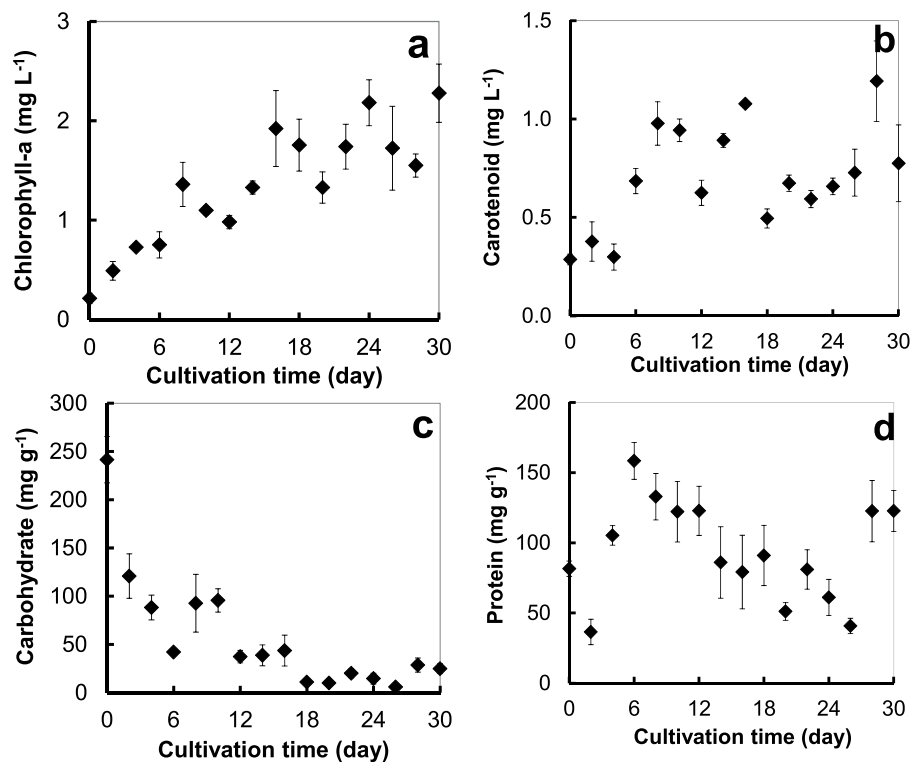 a
Chlorophyll-a (mg L⁻¹)
3
2
1
0
0 6 12 18 24 30
Cultivation time (day)
b
Carotenoid (mg L⁻¹)
1.5
1.0
0.5
0.0
0 6 12 18 24 30
Cultivation time (day)
c
Carbohydrate (mg g⁻¹)
300
250
200
150
100
50
0
0 6 12 18 24 30
Cultivation time (day)
d
Protein (mg g⁻¹)
200
150
100
50
0
0 6 12 18 24 30
Cultivation time (day)